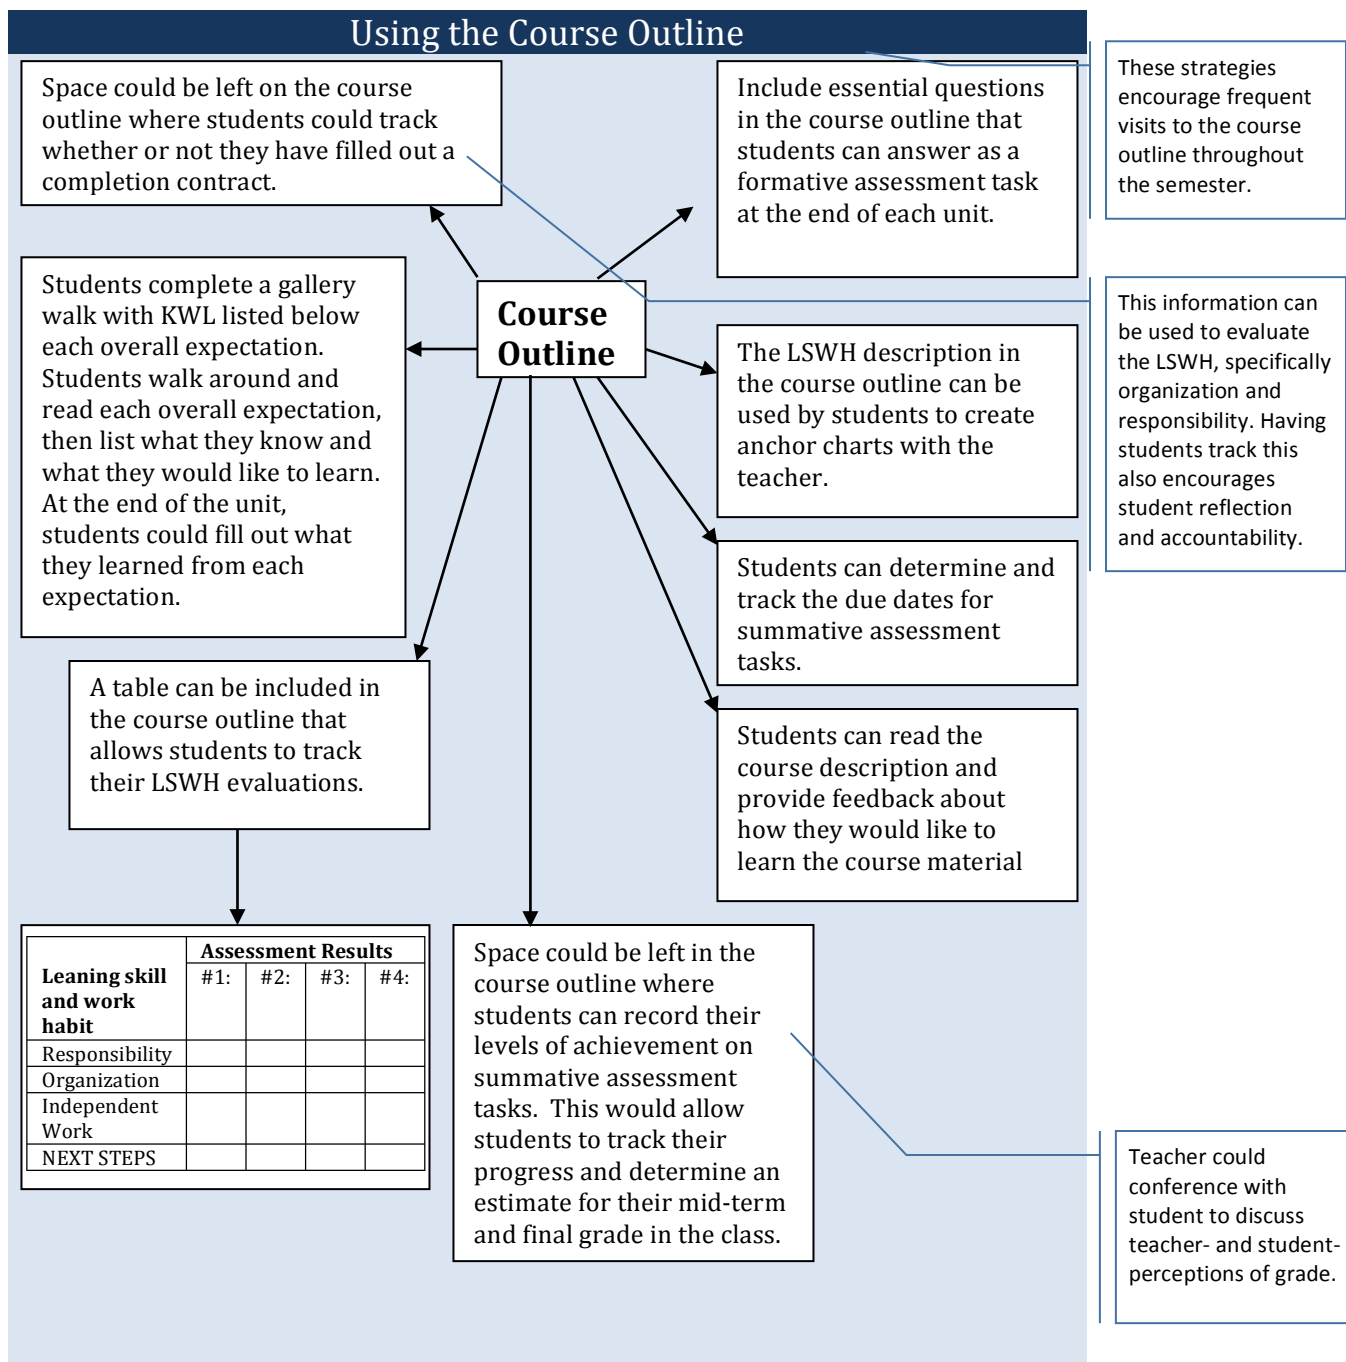 Using the Course Outline
Space could be left on the course
outline where students could track
whether or not they have filled out a
completion contract.
Include essential questions
in the course outline that
students can answer as a
formative assessment task
at the end of each unit.
These strategies
encourage frequent
visits to the course
outline throughout
the semester.
Students complete a gallery
walk with KWL listed below
each overall expectation.
Students walk around and
read each overall expectation,
then list what they know and
what they would like to learn.
At the end of the unit,
students could fill out what
they learned from each
expectation.
Course
Outline
The LSWH description in
the course outline can be
used by students to create
anchor charts with the
teacher.
This information can
be used to evaluate
the LSWH, specifically
organization and
responsibility. Having
students track this
also encourages
student reflection
and accountability.
Students can determine and
track the due dates for
summative assessment
tasks.
A table can be included in
the course outline that
allows students to track
their LSWH evaluations.
Students can read the
course description and
provide feedback about
how they would like to
learn the course material
Assessment Results
Leaning skill
and work
habit
#1: #2: #3: #4:
Responsibility
Organization
Independent
Work
NEXT STEPS
Space could be left in the
course outline where
students can record their
levels of achievement on
summative assessment
tasks. This would allow
students to track their
progress and determine an
estimate for their mid-term
and final grade in the class.
Teacher could
conference with
student to discuss
teacher- and student-
perceptions of grade.